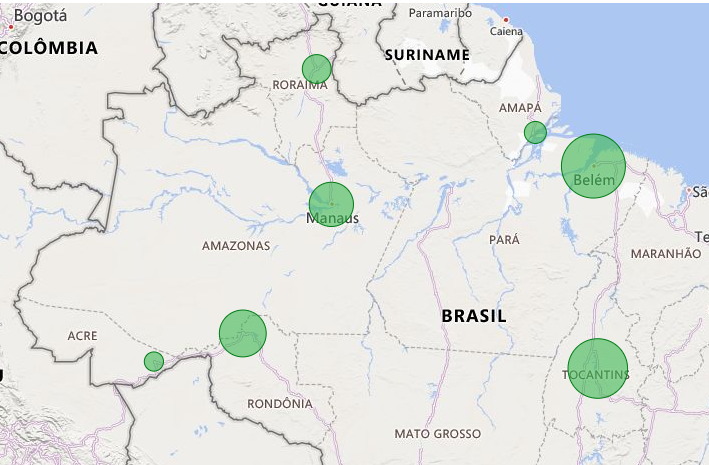 GUIANA
Bogotá
Paramaribo
Caiena
COLÔMBIA
SURINAME
RORAIMA
AMAPÁ
Belém
Manaus
AMAZONAS
PARÁ
MARANHÃO
BRASIL
ACRE
TOCANTINS
RONDÔNIA
MATO GROSSO